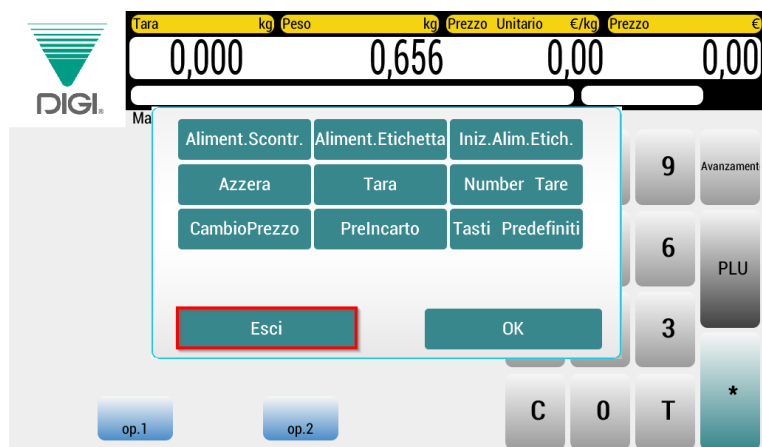 Tara kg Peso kg Prezzo Unitario €/kg Prezzo €
0,000 0,656 0,00 0,00
DIGI®
Ma
Aliment.Scontr. Aliment.Etichetta Iniz.Alim.Etich.
9 Avanzament
Azzera Tara Number Tare
CambioPrezzo PreIncarto Tasti Predefiniti
6 PLU
Esci OK
3
op.1 op.2 C 0 T *